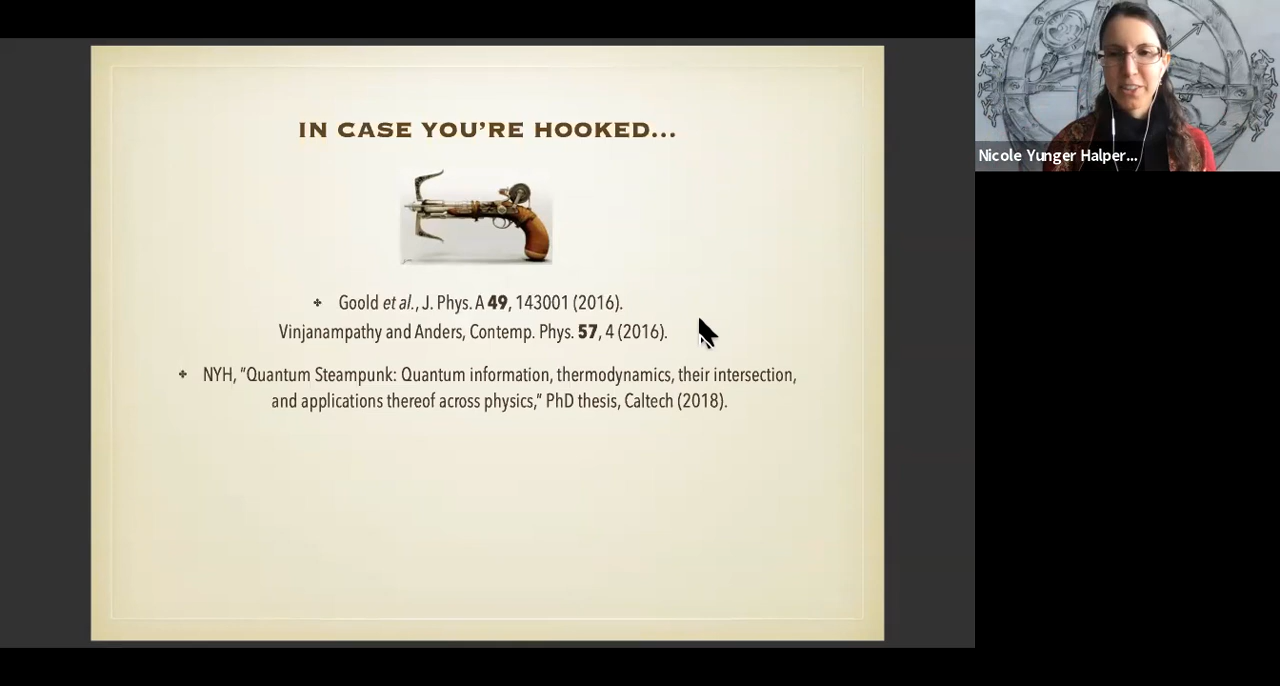 IN CASE YOU'RE HOOKED...
Goold et al., J. Phys. A 49, 143001 (2016).
Vinjanampathy and Anders, Contemp. Phys. 57, 4 (2016).
NYH, "Quantum Steampunk: Quantum information, thermodynamics, their intersection,
and applications thereof across physics," PhD thesis, Caltech (2018).
Nicole Yunger Halper...